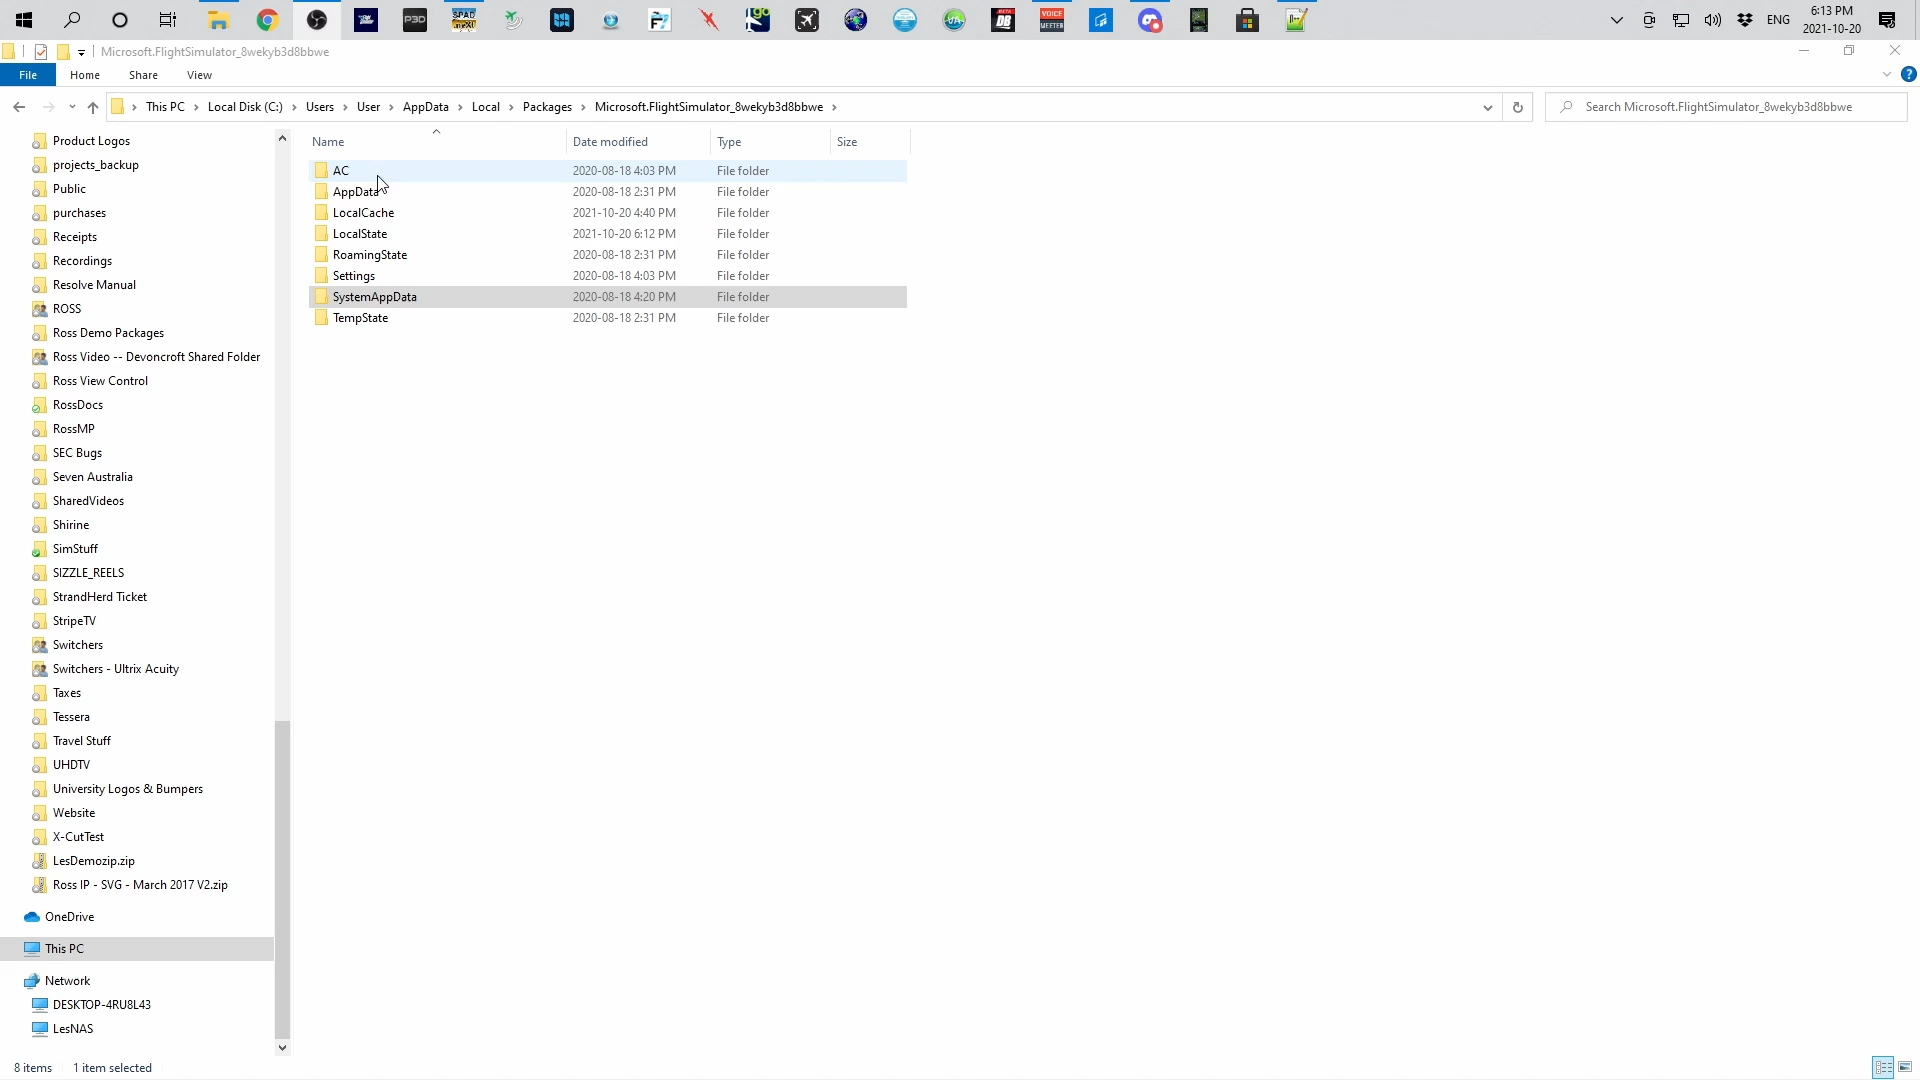 P3D
SPAD
neXt
go
BETA
DB
VOICE
MEETER
ENG
6:13 PM
2021-10-20
Microsoft.FlightSimulator_8wekyb3d8bbwe
File Home Share View
This PC Local Disk (C:) Users User AppData Local Packages Microsoft.FlightSimulator_8wekyb3d8bbwe
Search Microsoft.FlightSimulator_8wekyb3d8bbwe
Product Logos
projects_backup
Public
purchases
Receipts
Recordings
Resolve Manual
ROSS
Ross Demo Packages
Ross Video -- Devoncroft Shared Folder
Ross View Control
RossDocs
RossMP
SEC Bugs
Seven Australia
SharedVideos
Shirine
SimStuff
SIZZLE_REELS
StrandHerd Ticket
StripeTV
Switchers
Switchers - Ultrix Acuity
Taxes
Tessera
Travel Stuff
UHDTV
University Logos & Bumpers
Website
X-CutTest
LesDemozip.zip
Ross IP - SVG - March 2017 V2.zip
OneDrive
This PC
Network
DESKTOP-4RU8L43
LesNAS
Name Date modified Type Size
AC 2020-08-18 4:03 PM File folder
AppData 2020-08-18 2:31 PM File folder
LocalCache 2021-10-20 4:40 PM File folder
LocalState 2021-10-20 6:12 PM File folder
RoamingState 2020-08-18 2:31 PM File folder
Settings 2020-08-18 4:03 PM File folder
SystemAppData 2020-08-18 4:20 PM File folder
TempState 2020-08-18 2:31 PM File folder
8 items 1 item selected